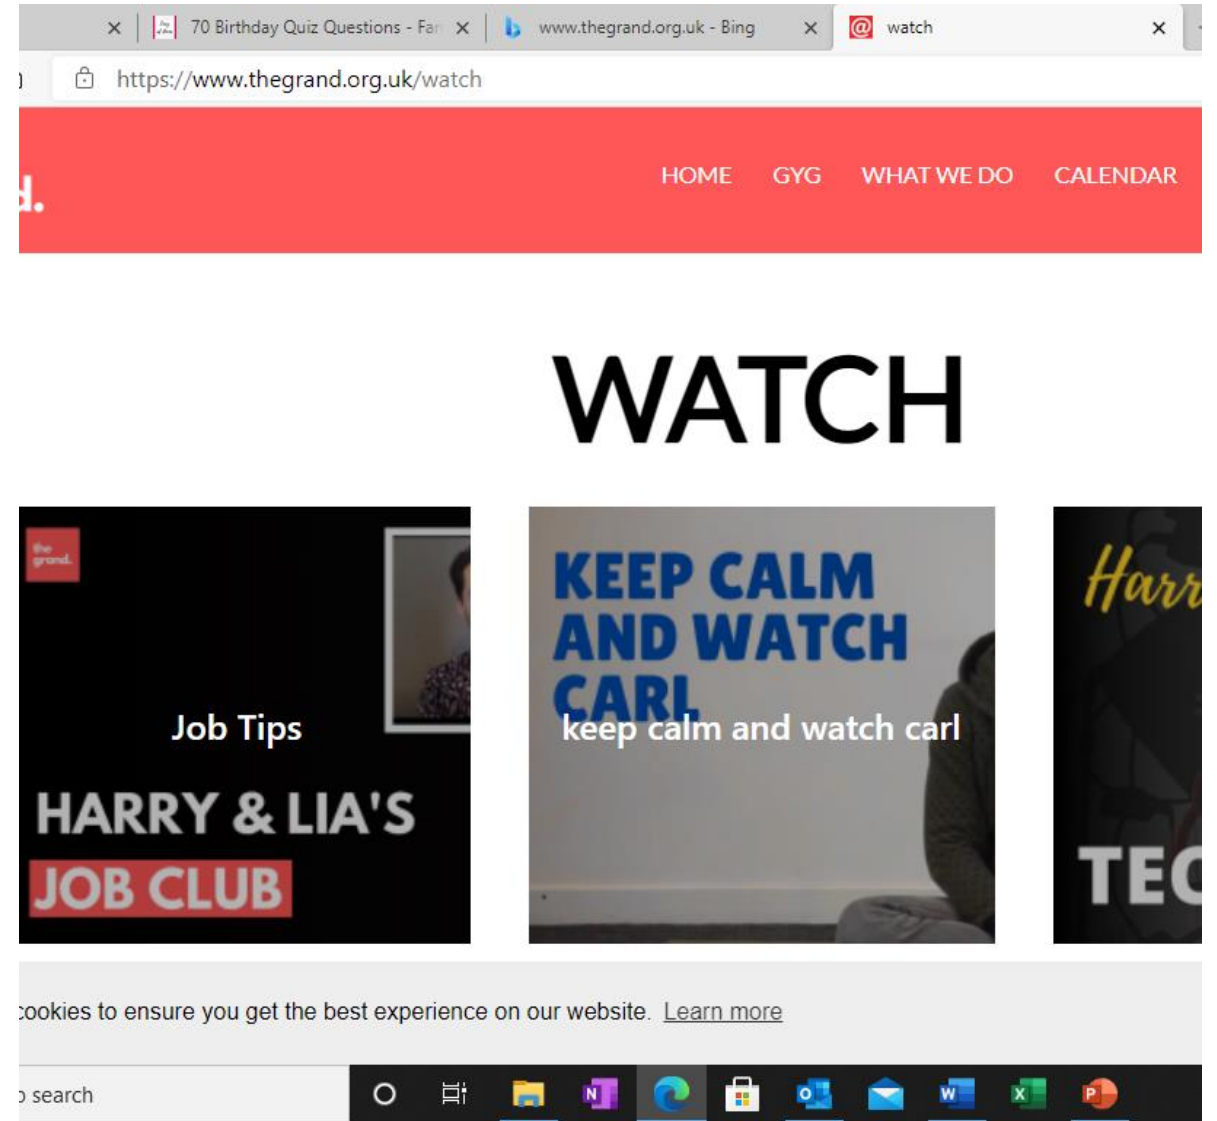 70 Birthday Quiz Questions - Far
www.thegrand.org.uk - Bing
watch
https://www.thegrand.org.uk/watch
d.
HOME GYG WHAT WE DO CALENDAR
WATCH
the
grand.
Job Tips
HARRY & LIA'S
JOB CLUB
KEEP CALM
AND WATCH
CARL
keep calm and watch carl
Harr
TEC
cookies to ensure you get the best experience on our website. Learn more
o search